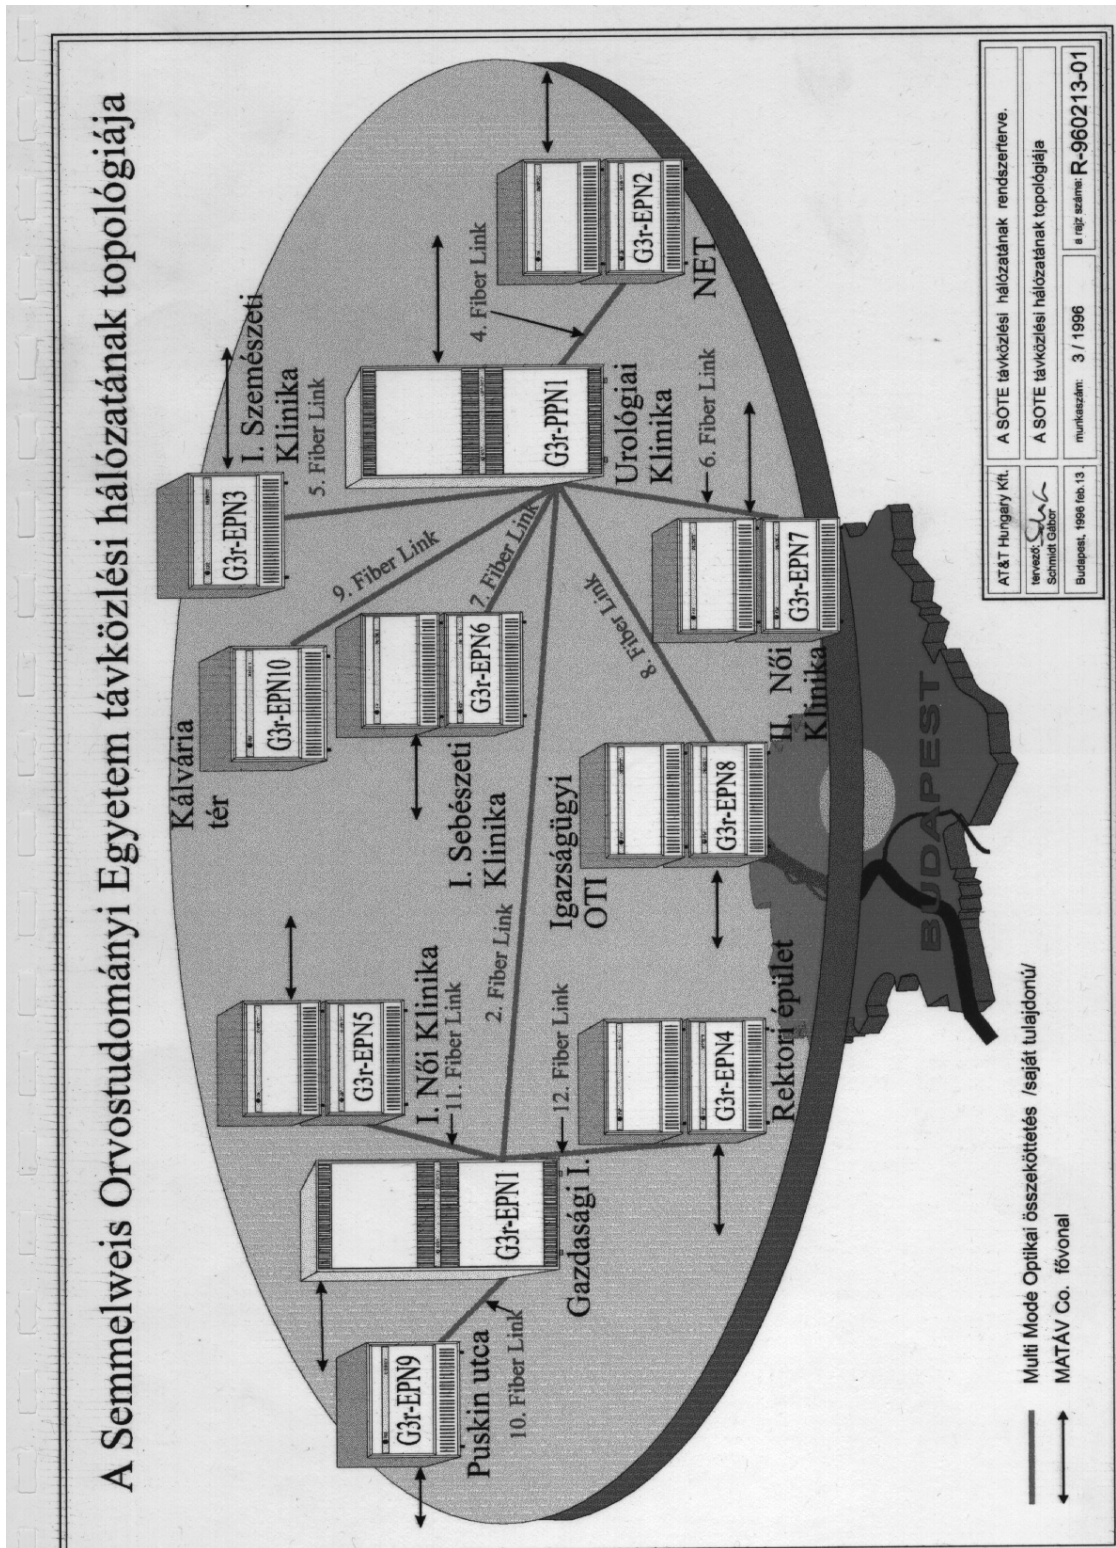 A Semmelweis Orvostudományi Egyetem távközlési hálózatának topológiája
Kálvária
tér
G3r-EPN10
G3r-EPN3
I. Szemészeti
Klinika
5. Fiber Link
9. Fiber Link
G3r-EPN5
I. Női Klinika
11. Fiber Link
G3r-EPN6
I. Sebészeti
Klinika
7. Fiber Link
G3r-PPN1
Urológiai
Klinika
4. Fiber Link
G3r-EPN2
NET
G3r-EPN9
Puskin utca
10. Fiber Link
G3r-EPN1
Gazdasági I.
2. Fiber Link
12. Fiber Link
G3r-EPN4
Rektori épület
Igazságügyi
OTI
G3r-EPN8
8. Fiber Link
6. Fiber Link
G3r-EPN7
II. Női
Klinika
BUDAPEST
Multi Mode Optikai összeköttetés /saját tulajdonú/
MATÁV Co. fővonal
AT&T Hungary Kft.
A SOTE távközlési hálózatának rendszerterve.
tervező:
Schmidt Gábor
A SOTE távközlési hálózatának topológiája
Budapest, 1996 feb.13
munkaszám: 3 / 1996
a rajz száma: R-960213-01